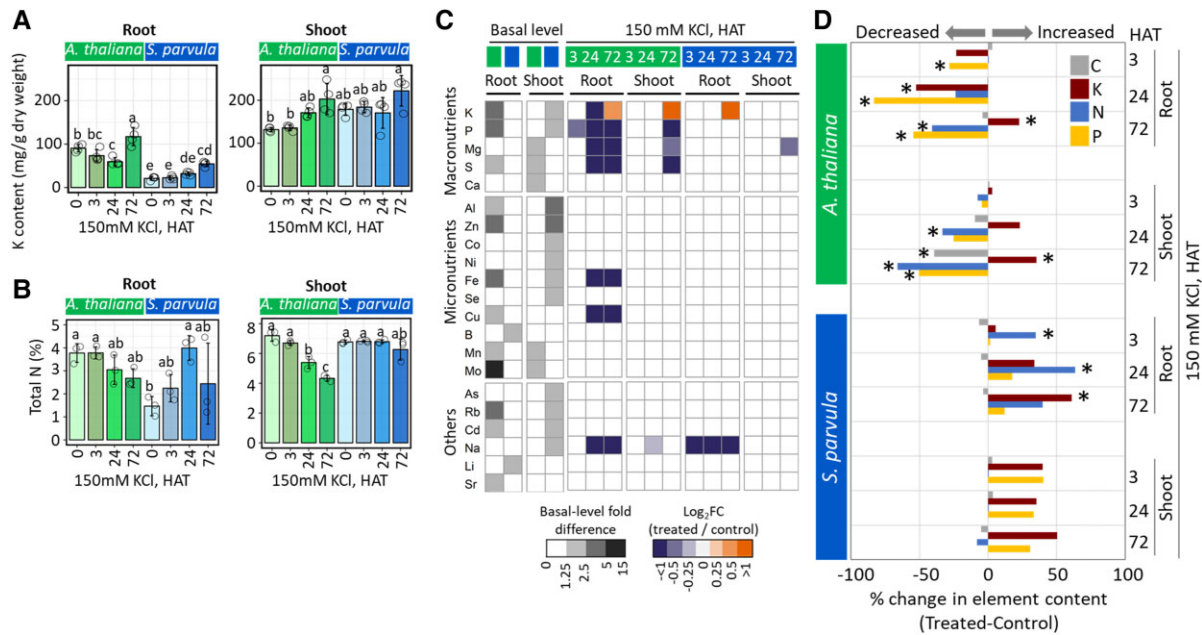 A
Root
Shoot
A. thaliana
S. parvula
A. thaliana
S. parvula
K content (mg/g dry weight)
200
100
0
b
bc
c
a
e
e
de
cd
0
3
24
72
0
3
24
72
150mM KCl, HAT
200
100
0
b
b
ab
a
ab
ab
ab
a
0
3
24
72
0
3
24
72
150mM KCl, HAT
B
Root
Shoot
A. thaliana
S. parvula
A. thaliana
S. parvula
Total N (%)
5
4
3
2
1
0
a
a
ab
ab
b
ab
a
ab
0
3
24
72
0
3
24
72
150mM KCl, HAT
8
6
4
2
0
a
a
b
c
a
a
a
ab
0
3
24
72
0
3
24
72
150mM KCl, HAT
C
Basal level
150 mM KCl, HAT
3 24 72 3 24 72 3 24 72 3 24 72
Root
Shoot
Root
Shoot
Root
Shoot
Macronutrients
K
P
Mg
S
Ca
Micronutrients
Al
Zn
Co
Ni
Fe
Se
Cu
B
Mn
Mo
Others
As
Rb
Cd
Na
Li
Sr
Basal-level fold
difference
0
1.25
2.5
5
15
Log2FC
(treated / control)
<1
-0.5
-0.25
0
0.25
0.5
>1
D
Decreased
Increased
HAT
A. thaliana
S. parvula
C
K
N
P
*
*
*
*
*
*
*
*
*
*
*
*
*
3
24
72
Root
3
24
72
Shoot
3
24
72
Root
3
24
72
Shoot
150 mM KCl, HAT
-100
-50
0
50
100
% change in element content
(Treated-Control)